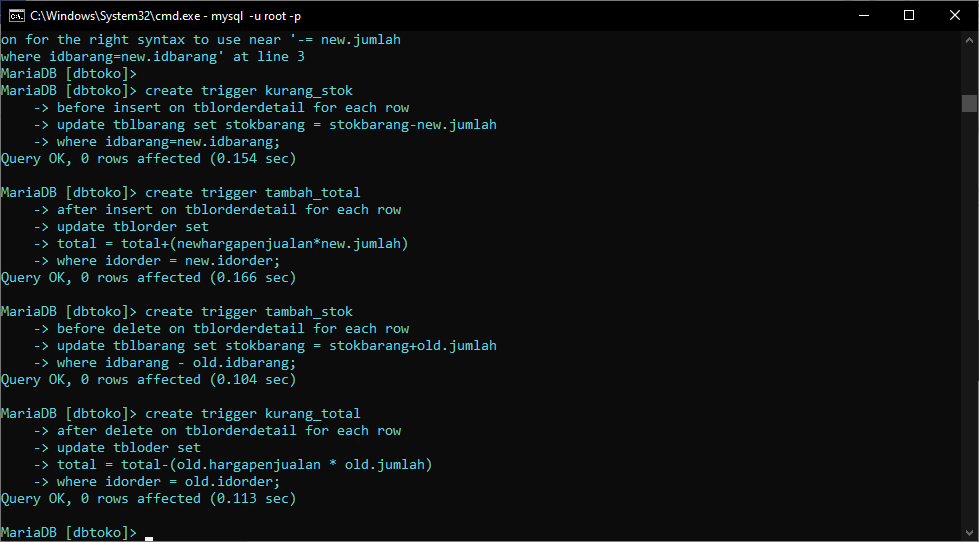 C:\Windows\System32\cmd.exe - mysql  -u root -p
on for the right syntax to use near '-= new.jumlah
where idbarang=new.idbarang' at line 3
MariaDB [dbtoko]>
MariaDB [dbtoko]> create trigger kurang_stok
    -> before insert on tblorderdetail for each row
    -> update tblbarang set stokbarang = stokbarang-new.jumlah
    -> where idbarang=new.idbarang;
Query OK, 0 rows affected (0.154 sec)
MariaDB [dbtoko]> create trigger tambah_total
    -> after insert on tblorderdetail for each row
    -> update tblorder set
    -> total = total+(newhargapenjualan*new.jumlah)
    -> where idorder = new.idorder;
Query OK, 0 rows affected (0.166 sec)
MariaDB [dbtoko]> create trigger tambah_stok
    -> before delete on tblorderdetail for each row
    -> update tblbarang set stokbarang = stokbarang+old.jumlah
    -> where idbarang - old.idbarang;
Query OK, 0 rows affected (0.104 sec)
MariaDB [dbtoko]> create trigger kurang_total
    -> after delete on tblorderdetail for each row
    -> update tbloder set
    -> total = total-(old.hargapenjualan * old.jumlah)
    -> where idorder = old.idorder;
Query OK, 0 rows affected (0.113 sec)
MariaDB [dbtoko]>